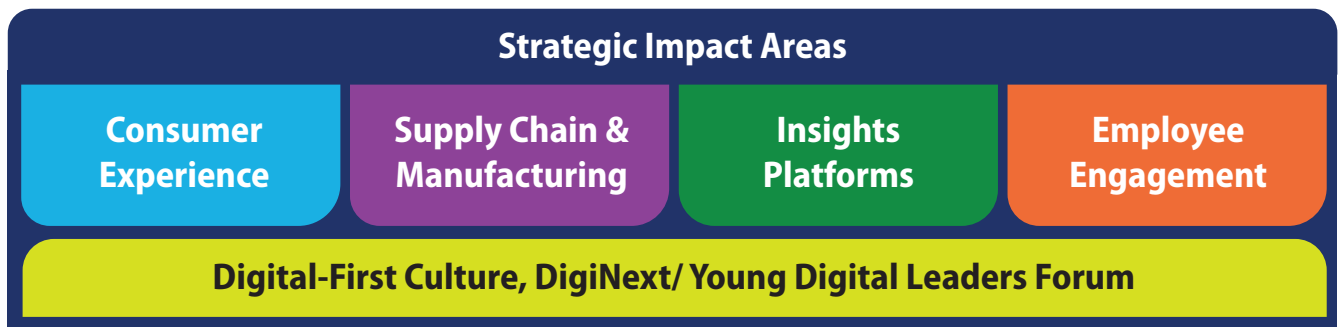 Strategic Impact Areas
Consumer
Experience
Supply Chain &
Manufacturing
Insights
Platforms
Employee
Engagement
Digital-First Culture, DigiNext/ Young Digital Leaders Forum